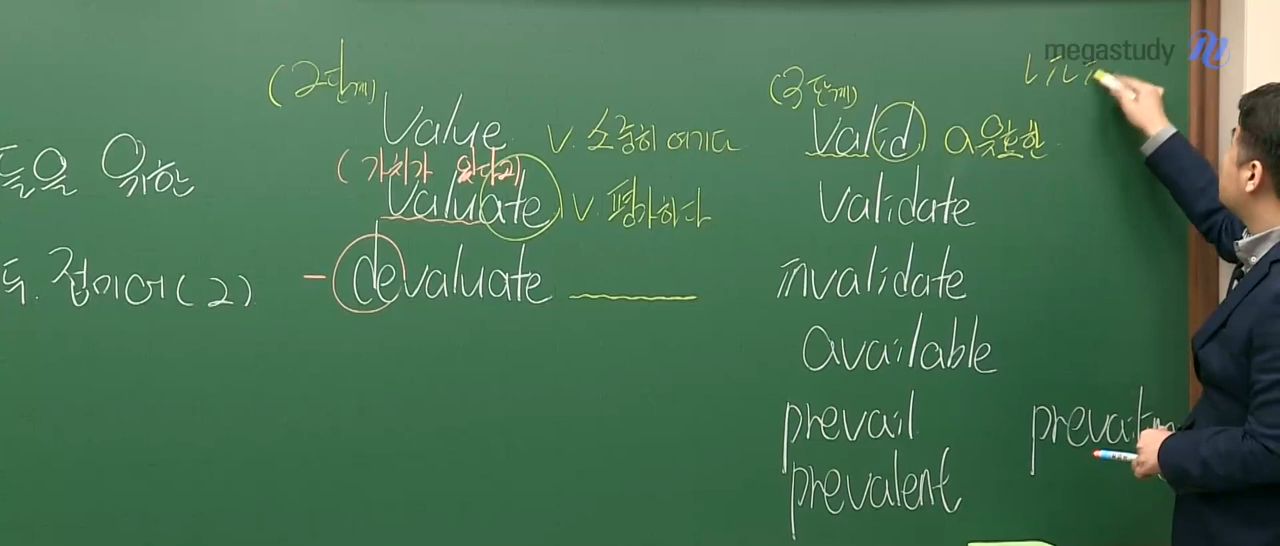 megastudy
들을 위한
두. 접미어(2)
(2단계)
Value v. 소중히 여기다
(가치가 있다고)
Valuate v. 평가하다
- devaluate
(3단계)
Valid a 유효한
validate
invalidate
available
prevail
prevalent